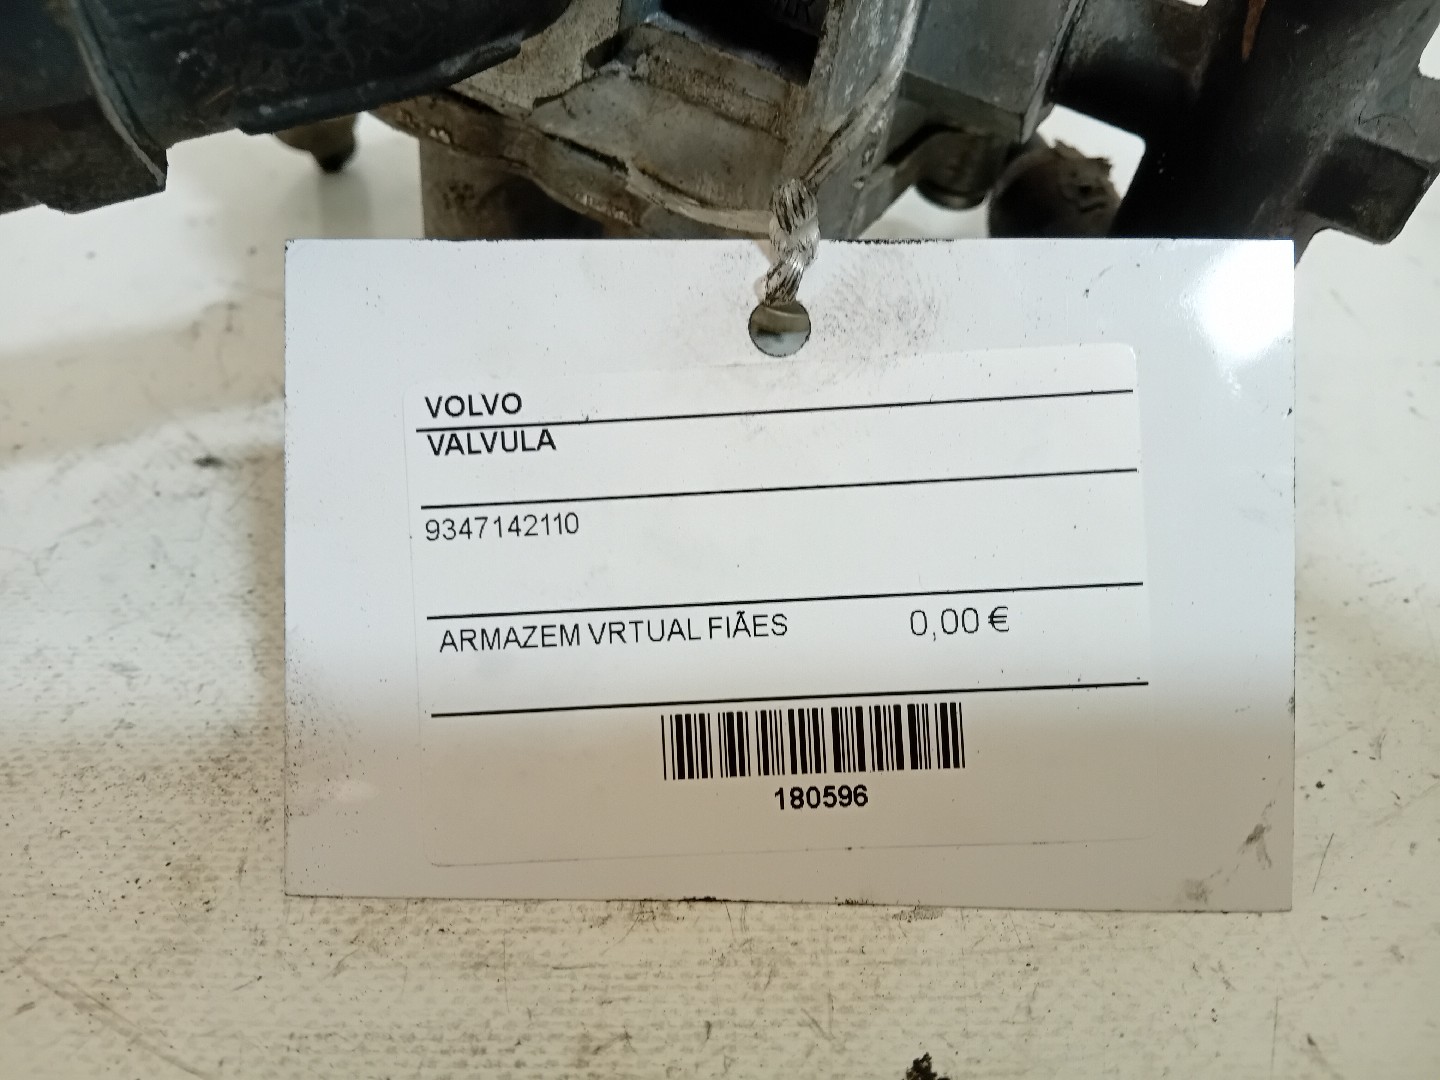 VOLVO
VALVULA
9347142110
ARMAZEM VRTUAL FIÃES 0,00 €
180596